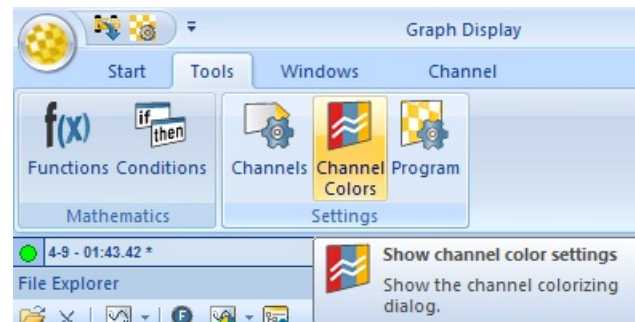 Graph Display
Start Tools Windows Channel
f(x) if then
Functions Conditions Channels Channel Colors Program
Mathematics Settings
4-9 - 01:43.42 *
Show channel color settings
File Explorer
Show the channel colorizing
dialog.
F